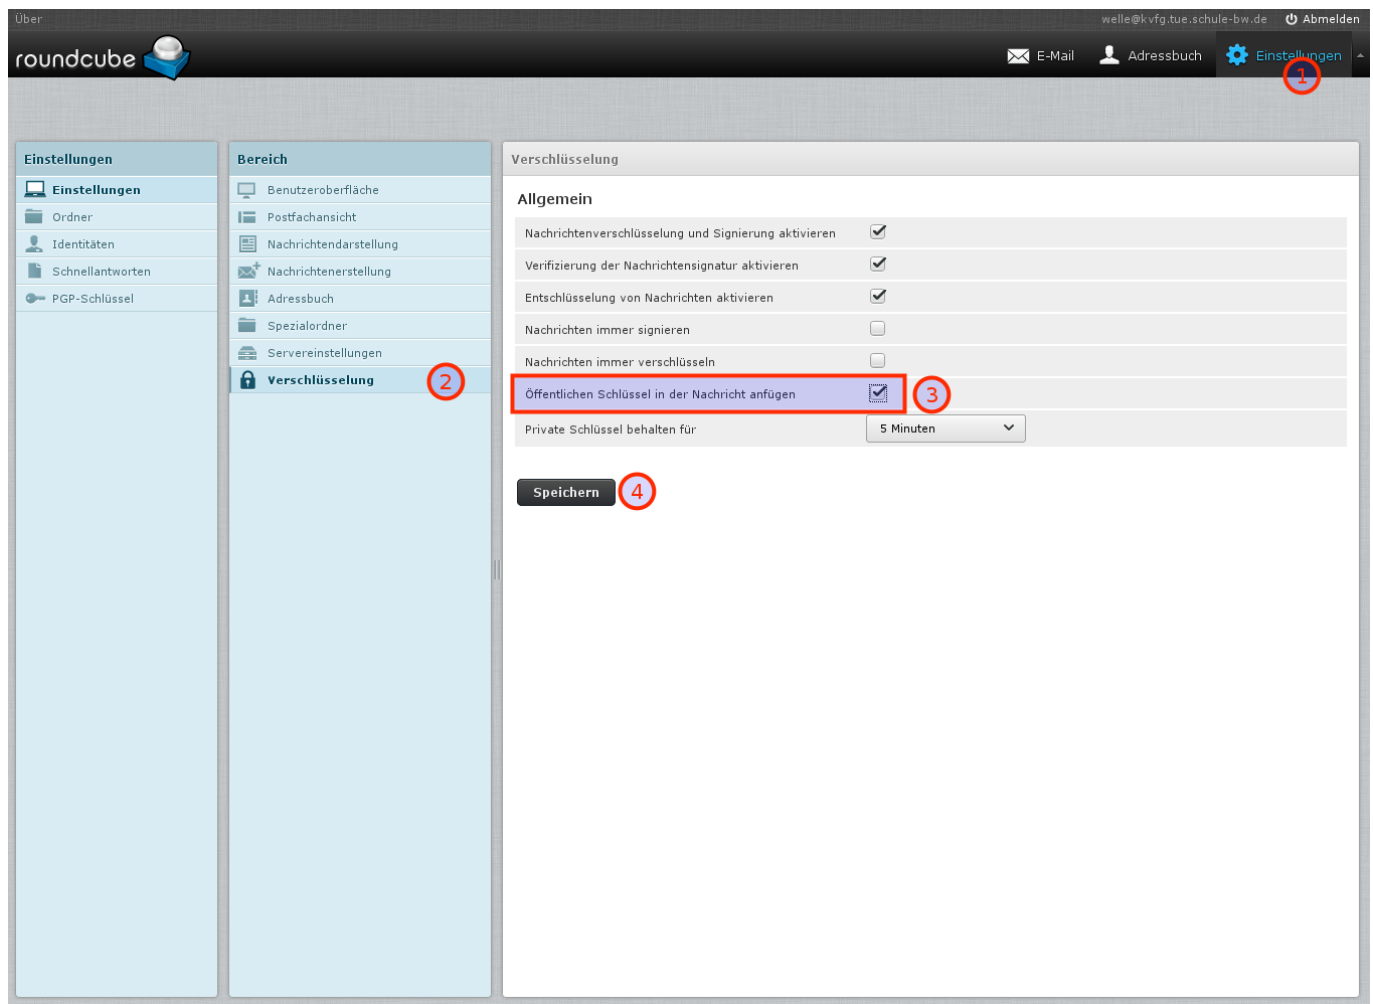 Über
welle@kvfg.tue.schule-bw.de Abmelden
roundcube
E-Mail Adressbuch Einstellungen
1
Einstellungen
Einstellungen
Ordner
Identitäten
Schnellantworten
PGP-Schlüssel
Bereich
Benutzeroberfläche
Postfachansicht
Nachrichtendarstellung
Nachrichtenerstellung
Adressbuch
Spezialordner
Servereinstellungen
Verschlüsselung 2
Verschlüsselung
Allgemein
Nachrichtenverschlüsselung und Signierung aktivieren
Verifizierung der Nachrichtensignatur aktivieren
Entschlüsselung von Nachrichten aktivieren
Nachrichten immer signieren
Nachrichten immer verschlüsseln
Öffentlichen Schlüssel in der Nachricht anfügen 3
Private Schlüssel behalten für 5 Minuten
Speichern 4